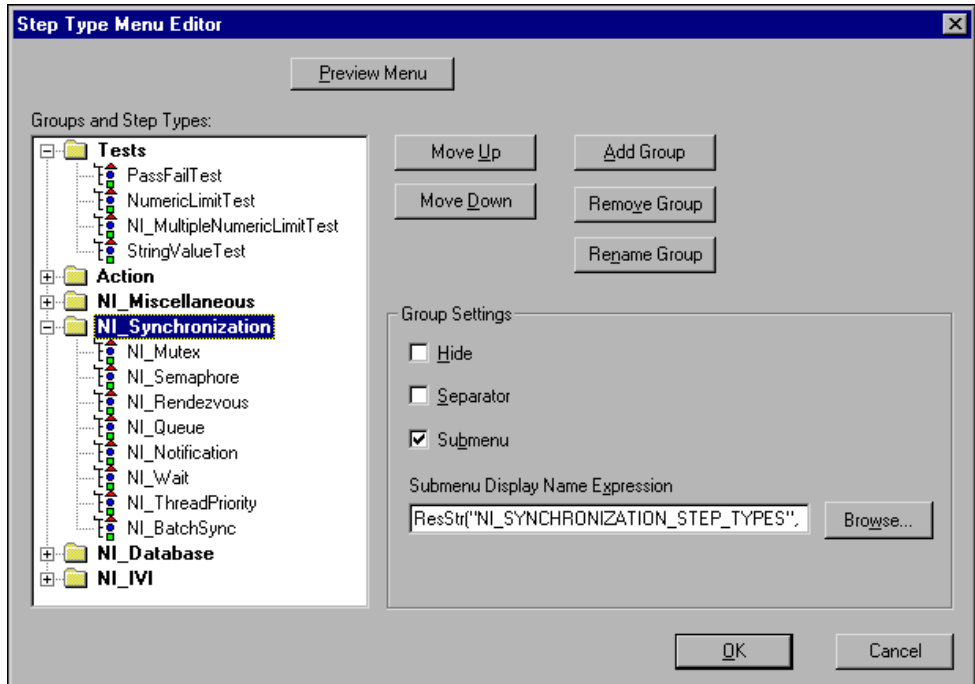 Step Type Menu Editor
Preview Menu
Groups and Step Types:
Tests
PassFailTest
NumericLimitTest
NI_MultipleNumericLimitTest
StringValueTest
Action
NI_Miscellaneous
NI_Synchronization
NI_Mutex
NI_Semaphore
NI_Rendezvous
NI_Queue
NI_Notification
NI_Wait
NI_ThreadPriority
NI_BatchSync
NI_Database
NI_IVI
Move Up
Add Group
Move Down
Remove Group
Rename Group
Group Settings
Hide
Separator
Submenu
Submenu Display Name Expression
ResStr("NI_SYNCHRONIZATION_STEP_TYPES",
Browse...
OK
Cancel